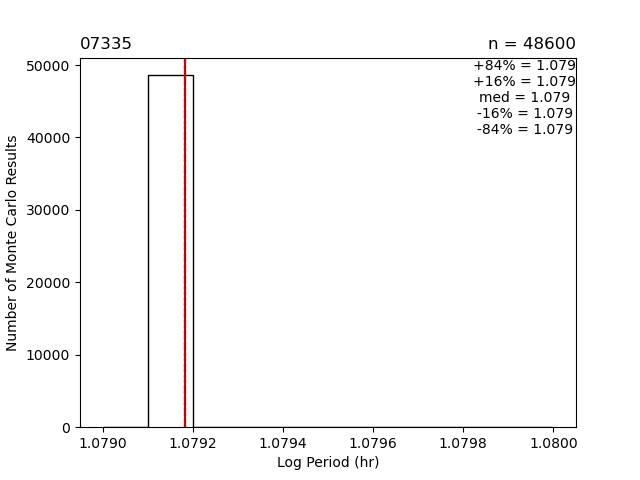 07335
n = 48600
+84% = 1.079
+16% = 1.079
med = 1.079
-16% = 1.079
-84% = 1.079
Number of Monte Carlo Results
50000
40000
30000
20000
10000
0
1.0790 1.0792 1.0794 1.0796 1.0798 1.0800
Log Period (hr)